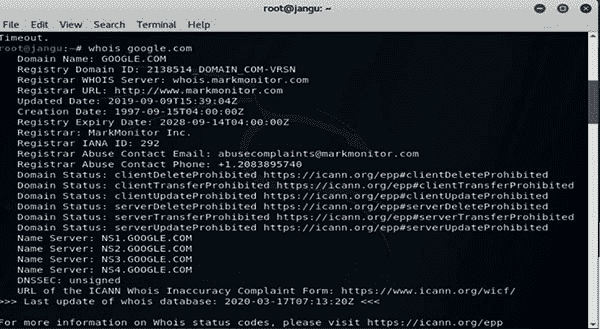 root@jangu: ~
File Edit View Search Terminal Help
Timeout.
root@jangu:~# whois google.com
Domain Name: GOOGLE.COM
Registry Domain ID: 2138514_DOMAIN_COM-VRSN
Registrar WHOIS Server: whois.markmonitor.com
Registrar URL: http://www.markmonitor.com
Updated Date: 2019-09-09T15:39:04Z
Creation Date: 1997-09-15T04:00:00Z
Registry Expiry Date: 2028-09-14T04:00:00Z
Registrar: MarkMonitor Inc.
Registrar IANA ID: 292
Registrar Abuse Contact Email: abusecomplaints@markmonitor.com
Registrar Abuse Contact Phone: +1.2083895740
Domain Status: clientDeleteProhibited https://icann.org/epp#clientDeleteProhibited
Domain Status: clientTransferProhibited https://icann.org/epp#clientTransferProhibited
Domain Status: clientUpdateProhibited https://icann.org/epp#clientUpdateProhibited
Domain Status: serverDeleteProhibited https://icann.org/epp#serverDeleteProhibited
Domain Status: serverTransferProhibited https://icann.org/epp#serverTransferProhibited
Domain Status: serverUpdateProhibited https://icann.org/epp#serverUpdateProhibited
Name Server: NS1.GOOGLE.COM
Name Server: NS2.GOOGLE.COM
Name Server: NS3.GOOGLE.COM
Name Server: NS4.GOOGLE.COM
DNSSEC: unsigned
URL of the ICANN Whois Inaccuracy Complaint Form: https://www.icann.org/wicf/
>>> Last update of whois database: 2020-03-17T07:13:20Z <<<
For more information on Whois status codes, please visit https://icann.org/epp